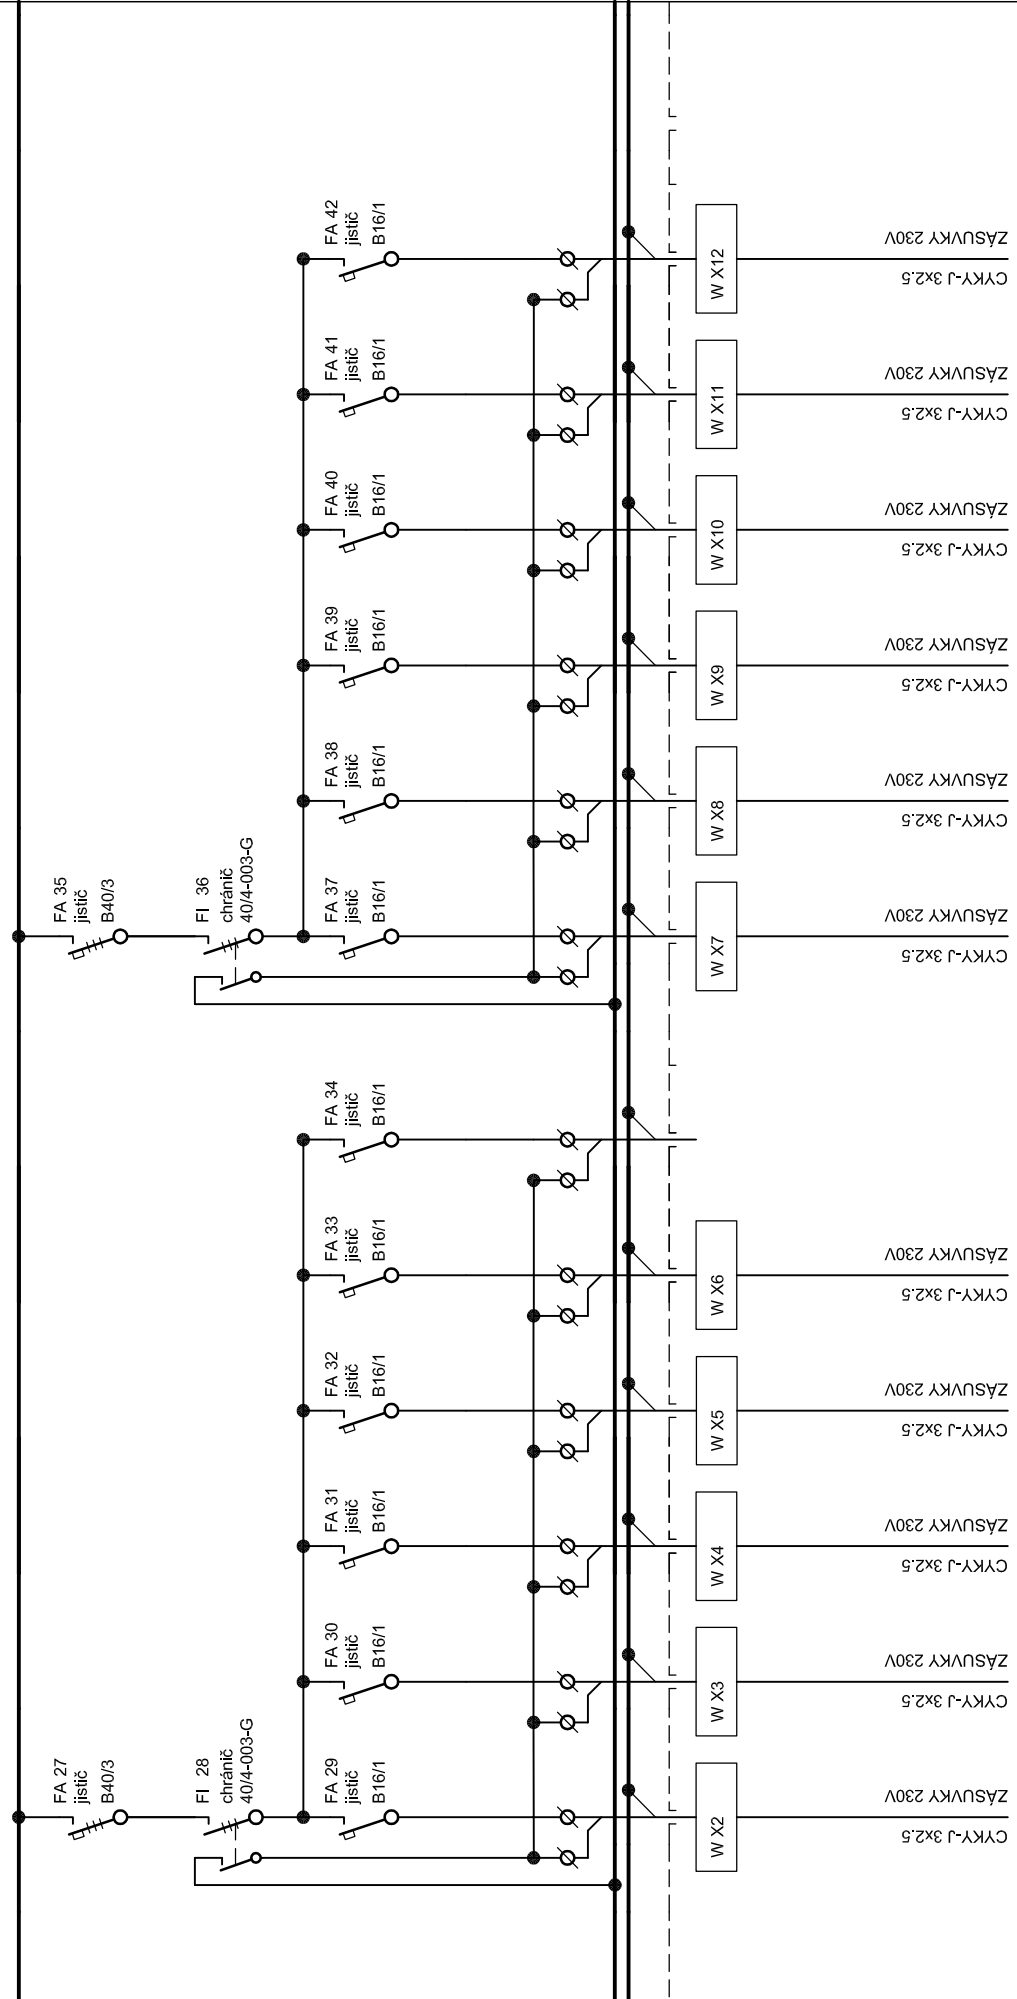 FA 27
jistič
B40/3
FI 28
chránič
40/4-003-G
FA 29
jistič
B16/1
W X2
ZÁSUVKY 230V
CYKY-J 3x2.5
FA 30
jistič
B16/1
W X3
ZÁSUVKY 230V
CYKY-J 3x2.5
FA 31
jistič
B16/1
W X4
ZÁSUVKY 230V
CYKY-J 3x2.5
FA 32
jistič
B16/1
W X5
ZÁSUVKY 230V
CYKY-J 3x2.5
FA 33
jistič
B16/1
W X6
ZÁSUVKY 230V
CYKY-J 3x2.5
FA 34
jistič
B16/1
FA 35
jistič
B40/3
FI 36
chránič
40/4-003-G
FA 37
jistič
B16/1
W X7
ZÁSUVKY 230V
CYKY-J 3x2.5
FA 38
jistič
B16/1
W X8
ZÁSUVKY 230V
CYKY-J 3x2.5
FA 39
jistič
B16/1
W X9
ZÁSUVKY 230V
CYKY-J 3x2.5
FA 40
jistič
B16/1
W X10
ZÁSUVKY 230V
CYKY-J 3x2.5
FA 41
jistič
B16/1
W X11
ZÁSUVKY 230V
CYKY-J 3x2.5
FA 42
jistič
B16/1
W X12
ZÁSUVKY 230V
CYKY-J 3x2.5